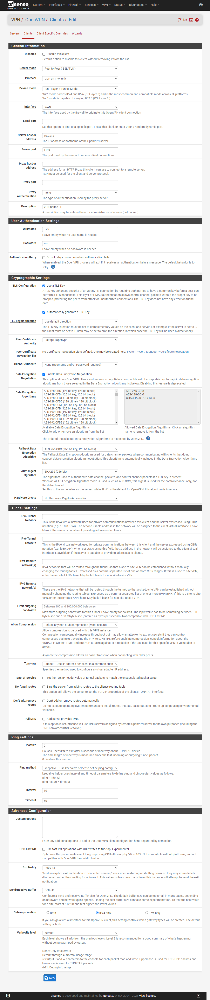 pfsense
COMMUNITY EDITION
System Interfaces Firewall Services VPN Status Diagnostics Help
VPN / OpenVPN / Clients / Edit
Servers Clients Client Specific Overrides Wizards
General Information
Disabled Disable this client
Set this option to disable this client without removing it from the list.
Server mode Peer to Peer ( SSL/TLS )
Protocol UDP on IPv4 only
Device mode tun - Layer 3 Tunnel Mode
"tun" mode carries IPv4 and IPv6 (OSI layer 3) and is the most common and compatible mode across all platforms.
"tap" mode is capable of carrying 802.3 (OSI Layer 2.)
Interface WAN
The interface used by the firewall to originate this OpenVPN client connection
Local port
Set this option to bind to a specific port. Leave this blank or enter 0 for a random dynamic port.
Server host or address 10.0.3.2
The IP address or hostname of the OpenVPN server.
Server port 1194
The port used by the server to receive client connections.
Proxy host or address
The address for an HTTP Proxy this client can use to connect to a remote server.
TCP must be used for the client and server protocol.
Proxy port
Proxy Authentication none
The type of authentication used by the proxy server.
Description VPN baitap11
A description may be entered here for administrative reference (not parsed).
User Authentication Settings
Username user
Leave empty when no user name is needed
Password ••••
Leave empty when no password is needed
Authentication Retry Do not retry connection when authentication fails
When enabled, the OpenVPN process will exit if it receives an authentication failure message. The default behavior is to
retry.
Cryptographic Settings
TLS Configuration Use a TLS Key
A TLS key enhances security of an OpenVPN connection by requiring both parties to have a common key before a peer can
perform a TLS handshake. This layer of HMAC authentication allows control channel packets without the proper key to be
dropped, protecting the peers from attack or unauthorized connections.The TLS Key does not have any effect on tunnel
data.
Automatically generate a TLS Key.
TLS keydir direction Use default direction
The TLS Key Direction must be set to complementary values on the client and server. For example, if the server is set to 0,
the client must be set to 1. Both may be set to omit the direction, in which case the TLS Key will be used bidirectionally.
Peer Certificate Authority Baitap11Openvpn
Peer Certificate Revocation list No Certificate Revocation Lists defined. One may be created here: System > Cert. Manager > Certificate Revocation
Client Certificate None (Username and/or Password required)
Data Encryption Negotiation Enable Data Encryption Negotiation
This option allows OpenVPN clients and servers to negotiate a compatible set of acceptable cryptographic data encryption
algorithms from those selected in the Data Encryption Algorithms list below. Disabling this feature is deprecated.
Data Encryption Algorithms
AES-128-CBC (128 bit key, 128 bit block)
AES-128-CFB (128 bit key, 128 bit block)
AES-128-CFB1 (128 bit key, 128 bit block)
AES-128-CFB8 (128 bit key, 128 bit block)
AES-128-GCM (128 bit key, 128 bit block)
AES-128-OFB (128 bit key, 128 bit block)
AES-192-CBC (192 bit key, 128 bit block)
AES-192-CFB (192 bit key, 128 bit block)
AES-192-CFB1 (192 bit key, 128 bit block)
AES-192-CFB8 (192 bit key, 128 bit block)
Available Data Encryption Algorithms
Click to add or remove an algorithm from the list
AES-256-GCM
AES-128-GCM
CHACHA20-POLY1305
Allowed Data Encryption Algorithms. Click an algorithm
name to remove it from the list
The order of the selected Data Encryption Algorithms is respected by OpenVPN.
Fallback Data Encryption Algorithm AES-256-CBC (256 bit key, 128 bit block)
The Fallback Data Encryption Algorithm used for data channel packets when communicating with clients that do not
support data encryption algorithm negotiation. This algorithm is automatically included in the Data Encryption Algorithms
list.
Auth digest algorithm SHA256 (256-bit)
The algorithm used to authenticate data channel packets, and control channel packets if a TLS Key is present.
When an AEAD Encryption Algorithm mode is used, such as AES-GCM, this digest is used for the control channel only, not
the data channel.
Set this to the same value as the server. While SHA1 is the default for OpenVPN, this algorithm is insecure.
Hardware Crypto No Hardware Crypto Acceleration
Tunnel Settings
IPv4 Tunnel Network
This is the IPv4 virtual network used for private communications between this client and the server expressed using CIDR
notation (e.g. 10.0.8.0/24). The second usable address in the network will be assigned to the client virtual interface. Leave
blank if the server is capable of providing addresses to clients.
IPv6 Tunnel Network
This is the IPv6 virtual network used for private communications between this client and the server expressed using CIDR
notation (e.g. fe80::/64). When set static using this field, the ::2 address in the network will be assigned to the client virtual
interface. Leave blank if the server is capable of providing addresses to clients.
IPv4 Remote network(s)
IPv4 networks that will be routed through the tunnel, so that a site-to-site VPN can be established without manually
changing the routing tables. Expressed as a comma-separated list of one or more CIDR ranges. If this is a site-to-site VPN,
enter the remote LAN/s here. May be left blank for non site-to-site VPN.
IPv6 Remote network(s)
These are the IPv6 networks that will be routed through the tunnel, so that a site-to-site VPN can be established without
manually changing the routing tables. Expressed as a comma-separated list of one or more IP/PREFIX. If this is a site-to-site
VPN, enter the remote LAN/s here. May be left blank for non site-to-site VPN.
Limit outgoing bandwidth Between 100 and 100,000,000 bytes/sec
Maximum outgoing bandwidth for this tunnel. Leave empty for no limit. The input value has to be something between 100
bytes/sec and 100 Mbytes/sec (entered as bytes per second). Not compatible with UDP Fast I/O.
Allow Compression Refuse any non-stub compression (Most secure)
Allow compression to be used with this VPN instance.
Compression can potentially increase throughput but may allow an attacker to extract secrets if they can control
compressed plaintext traversing the VPN (e.g. HTTP). Before enabling compression, consult information about the
VORACLE, CRIME, TIME, and BREACH attacks against TLS to decide if the use case for this specific VPN is vulnerable to
attack.
Asymmetric compression allows an easier transition when connecting with older peers.
Topology Subnet -- One IP address per client in a common subn
Specifies the method used to configure a virtual adapter IP address.
Type-of-Service Set the TOS IP header value of tunnel packets to match the encapsulated packet value.
Don't pull routes Bars the server from adding routes to the client's routing table
This option still allows the server to set the TCP/IP properties of the client's TUN/TAP interface.
Don't add/remove routes Don't add or remove routes automatically
Do not execute operating system commands to install routes. Instead, pass routes to --route-up script using environmental
variables.
Pull DNS Add server provided DNS
If this option is set, pfSense will use DNS servers assigned by remote OpenVPN server for its own purposes (including the
DNS Forwarder/DNS Resolver).
Ping settings
Inactive 0
Causes OpenVPN to exit after n seconds of inactivity on the TUN/TAP device.
The time length of inactivity is measured since the last incoming or outgoing tunnel packet.
0 disables this feature.
Ping method keepalive -- Use keepalive helper to define ping configu
keepalive helper uses interval and timeout parameters to define ping and ping-restart values as follows:
ping = interval
ping-restart = timeout
Interval 10
Timeout 60
Advanced Configuration
Custom options
Enter any additional options to add to the OpenVPN client configuration here, separated by semicolon.
UDP Fast I/O Use fast I/O operations with UDP writes to tun/tap. Experimental.
Optimizes the packet write event loop, improving CPU efficiency by 5% to 10%. Not compatible with all platforms, and not
compatible with OpenVPN bandwidth limiting.
Exit Notify Retry 1x
Send an explicit exit notification to connected servers/peers when restarting or shutting down, so they may immediately
disconnect rather than waiting for a timeout. This value controls how many times this instance will attempt to send the exit
notification.
Send/Receive Buffer Default
Configure a Send and Receive Buffer size for OpenVPN. The default buffer size can be too small in many cases, depending
on hardware and network uplink speeds. Finding the best buffer size can take some experimentation. To test the best value
for a site, start at 512KiB and test higher and lower values.
Gateway creation Both IPv4 only IPv6 only
If you assign a virtual interface to this OpenVPN client, this setting controls which gateway types will be created. The default
setting is 'both'.
Verbosity level default
Each level shows all info from the previous levels. Level 3 is recommended for a good summary of what's happening
without being swamped by output.
None: Only fatal errors
Default through 4: Normal usage range
5: Output R and W characters to the console for each packet read and write. Uppercase is used for TCP/UDP packets and
lowercase is used for TUN/TAP packets.
6-11: Debug info range
Save
pfSense is developed and maintained by Netgate. © ESF 2004 - 2021 View license.